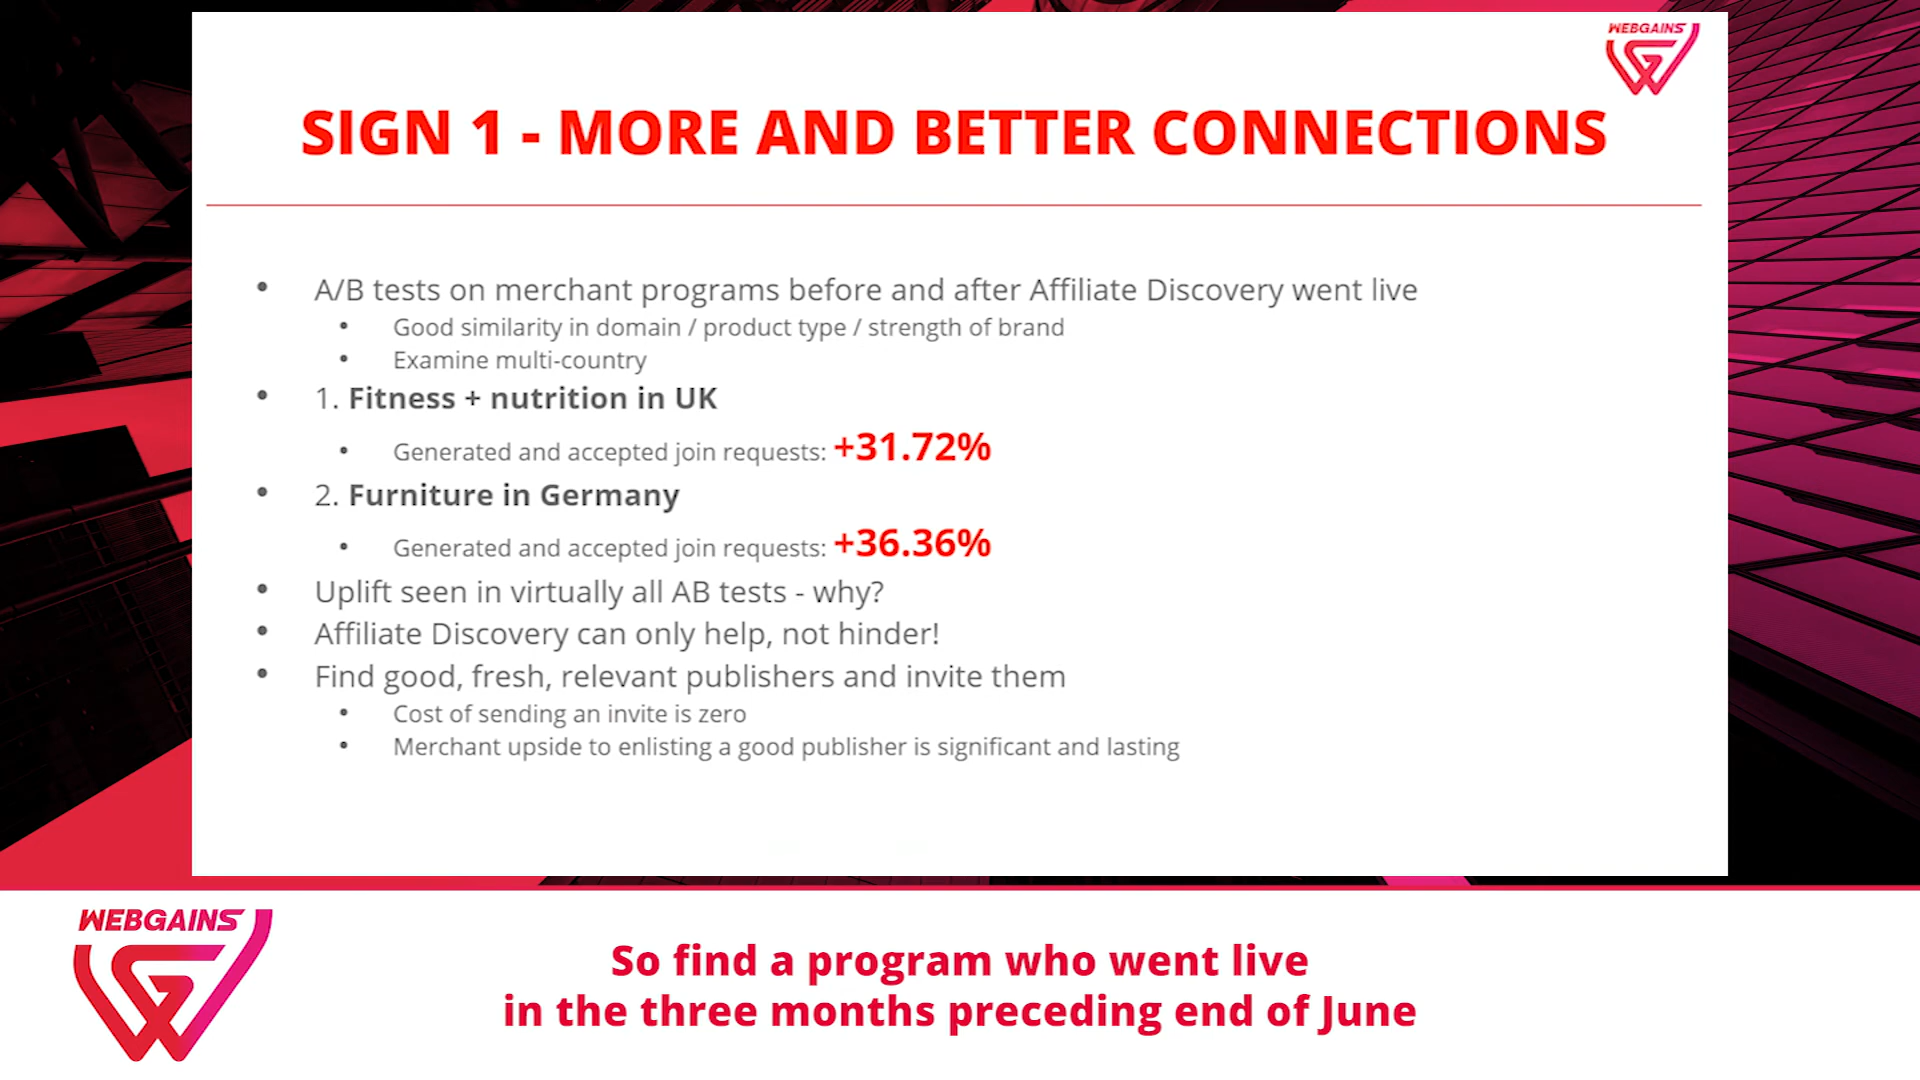 WEBGAINS
SIGN 1 - MORE AND BETTER CONNECTIONS
• A/B tests on merchant programs before and after Affiliate Discovery went live
• Good similarity in domain / product type / strength of brand
• Examine multi-country
• 1. Fitness + nutrition in UK
• Generated and accepted join requests: +31.72%
• 2. Furniture in Germany
• Generated and accepted join requests: +36.36%
• Uplift seen in virtually all AB tests - why?
• Affiliate Discovery can only help, not hinder!
• Find good, fresh, relevant publishers and invite them
• Cost of sending an invite is zero
• Merchant upside to enlisting a good publisher is significant and lasting
WEBGAINS
So find a program who went live
in the three months preceding end of June